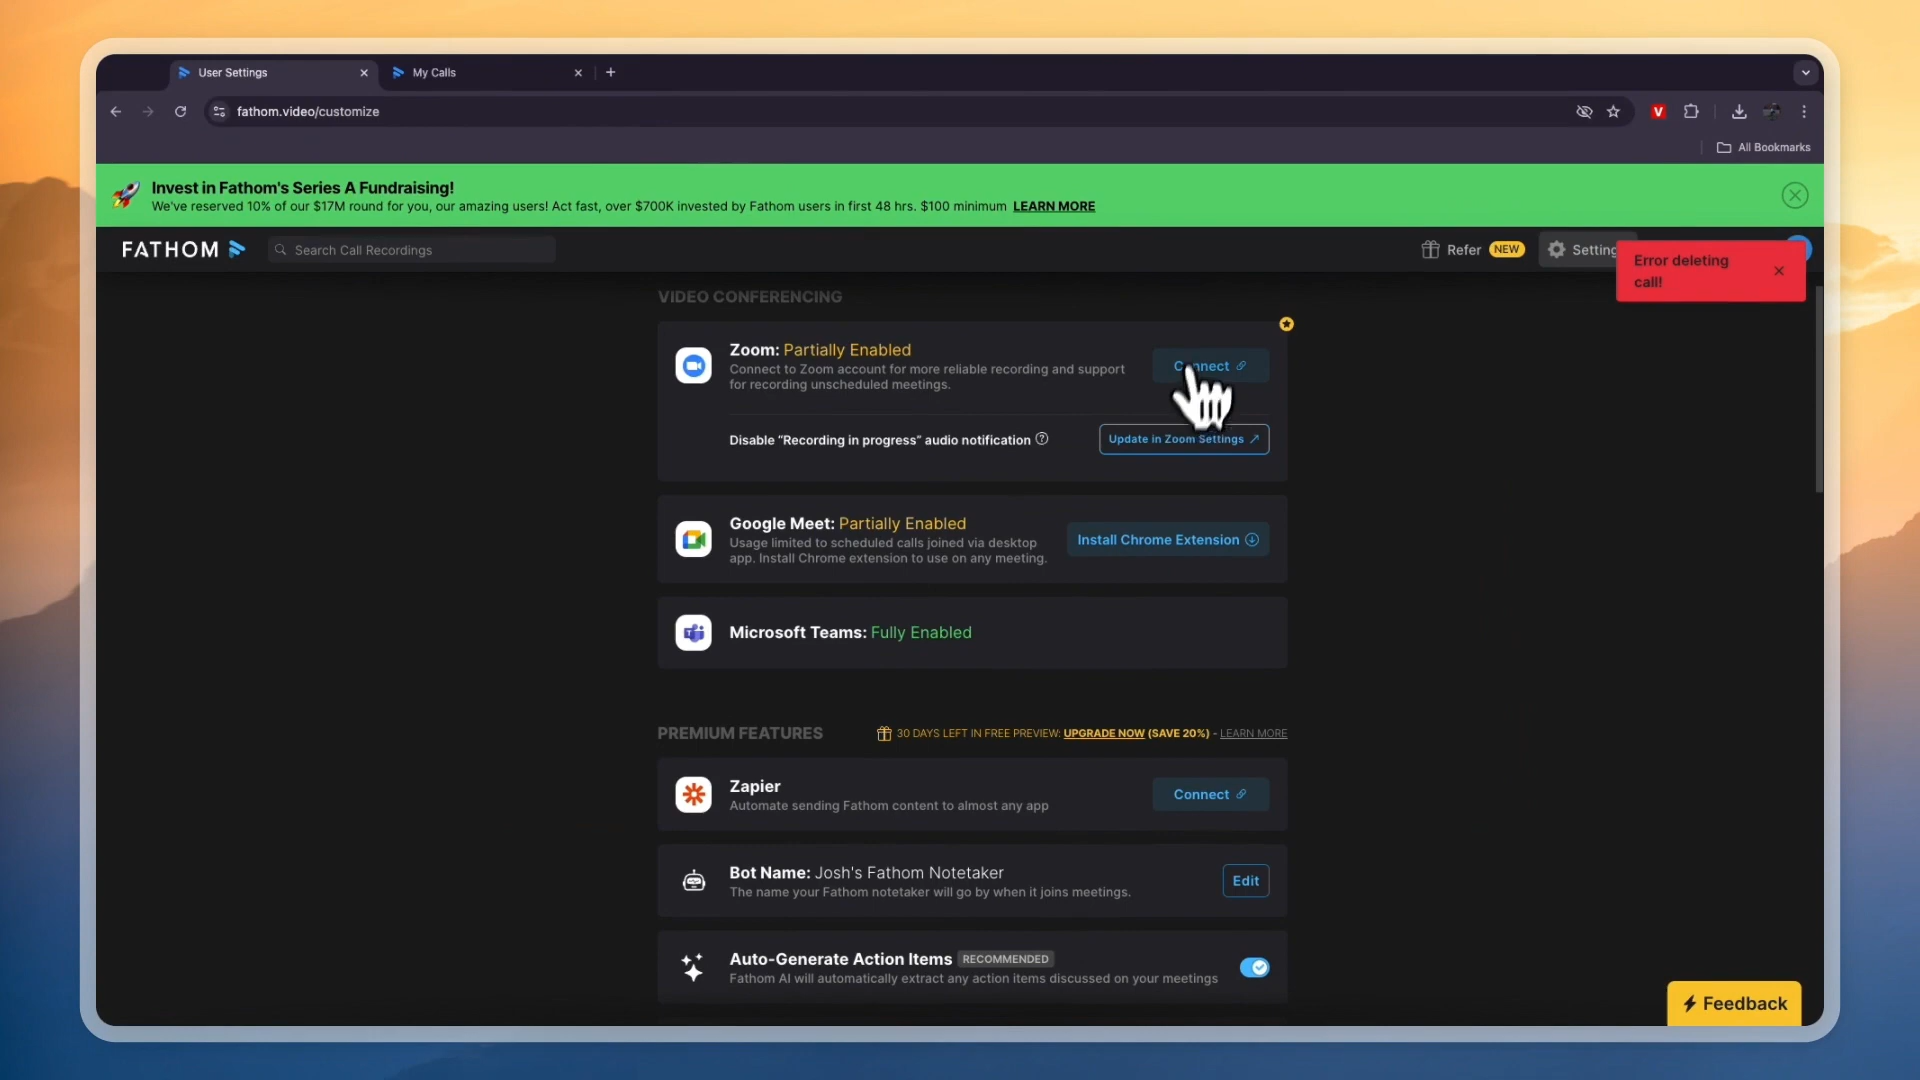 User Settings
My Calls
fathom.video/customize
All Bookmarks
Invest in Fathom's Series A Fundraising!
We've reserved 10% of our $17M round for you, our amazing users! Act fast, over $700K invested by Fathom users in first 48 hrs. $100 minimum LEARN MORE
FATHOM
Search Call Recordings
Refer NEW
Setting
Error deleting
call!
VIDEO CONFERENCING
Zoom: Partially Enabled
Connect to Zoom account for more reliable recording and support
for recording unscheduled meetings.
Connect
Disable "Recording in progress" audio notification
Update in Zoom Settings
Google Meet: Partially Enabled
Usage limited to scheduled calls joined via desktop
app. Install Chrome extension to use on any meeting.
Install Chrome Extension
Microsoft Teams: Fully Enabled
PREMIUM FEATURES
30 DAYS LEFT IN FREE PREVIEW: UPGRADE NOW (SAVE 20%) - LEARN MORE
Zapier
Automate sending Fathom content to almost any app
Connect
Bot Name: Josh's Fathom Notetaker
The name your Fathom notetaker will go by when it joins meetings.
Edit
Auto-Generate Action Items RECOMMENDED
Fathom AI will automatically extract any action items discussed on your meetings
Feedback